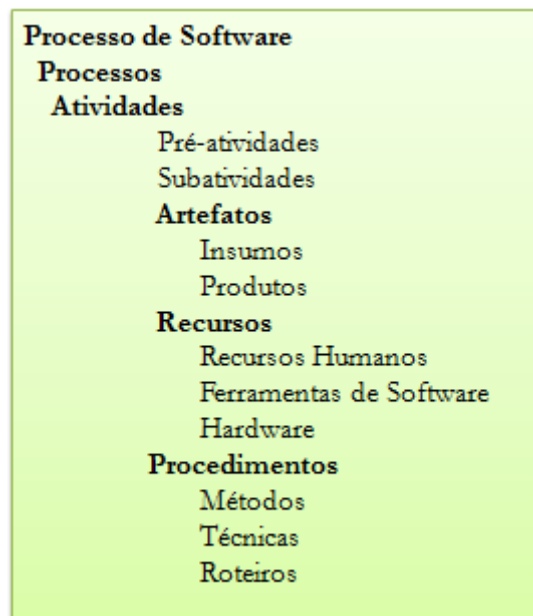 Processo de Software
Processos
Atividades
Pré-atividades
Subatividades
Artefatos
Insumos
Produtos
Recursos
Recursos Humanos
Ferramentas de Software
Hardware
Procedimentos
Métodos
Técnicas
Roteiros